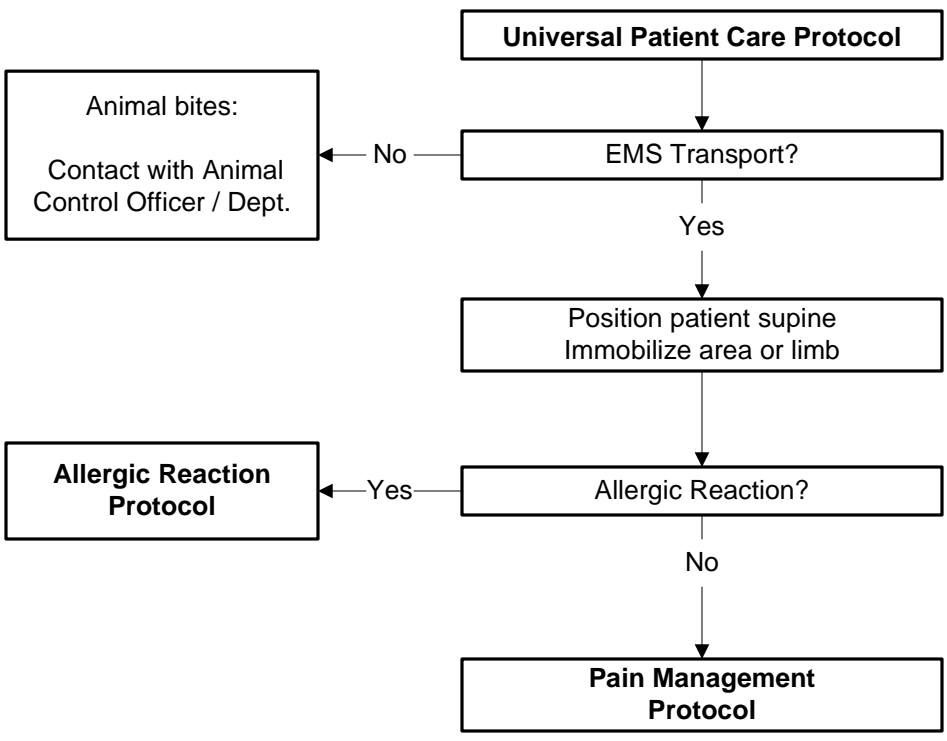 Universal Patient Care Protocol
Animal bites:
Contact with Animal
Control Officer / Dept.
No
EMS Transport?
Yes
Position patient supine
Immobilize area or limb
Allergic Reaction
Protocol
Yes
Allergic Reaction?
No
Pain Management
Protocol